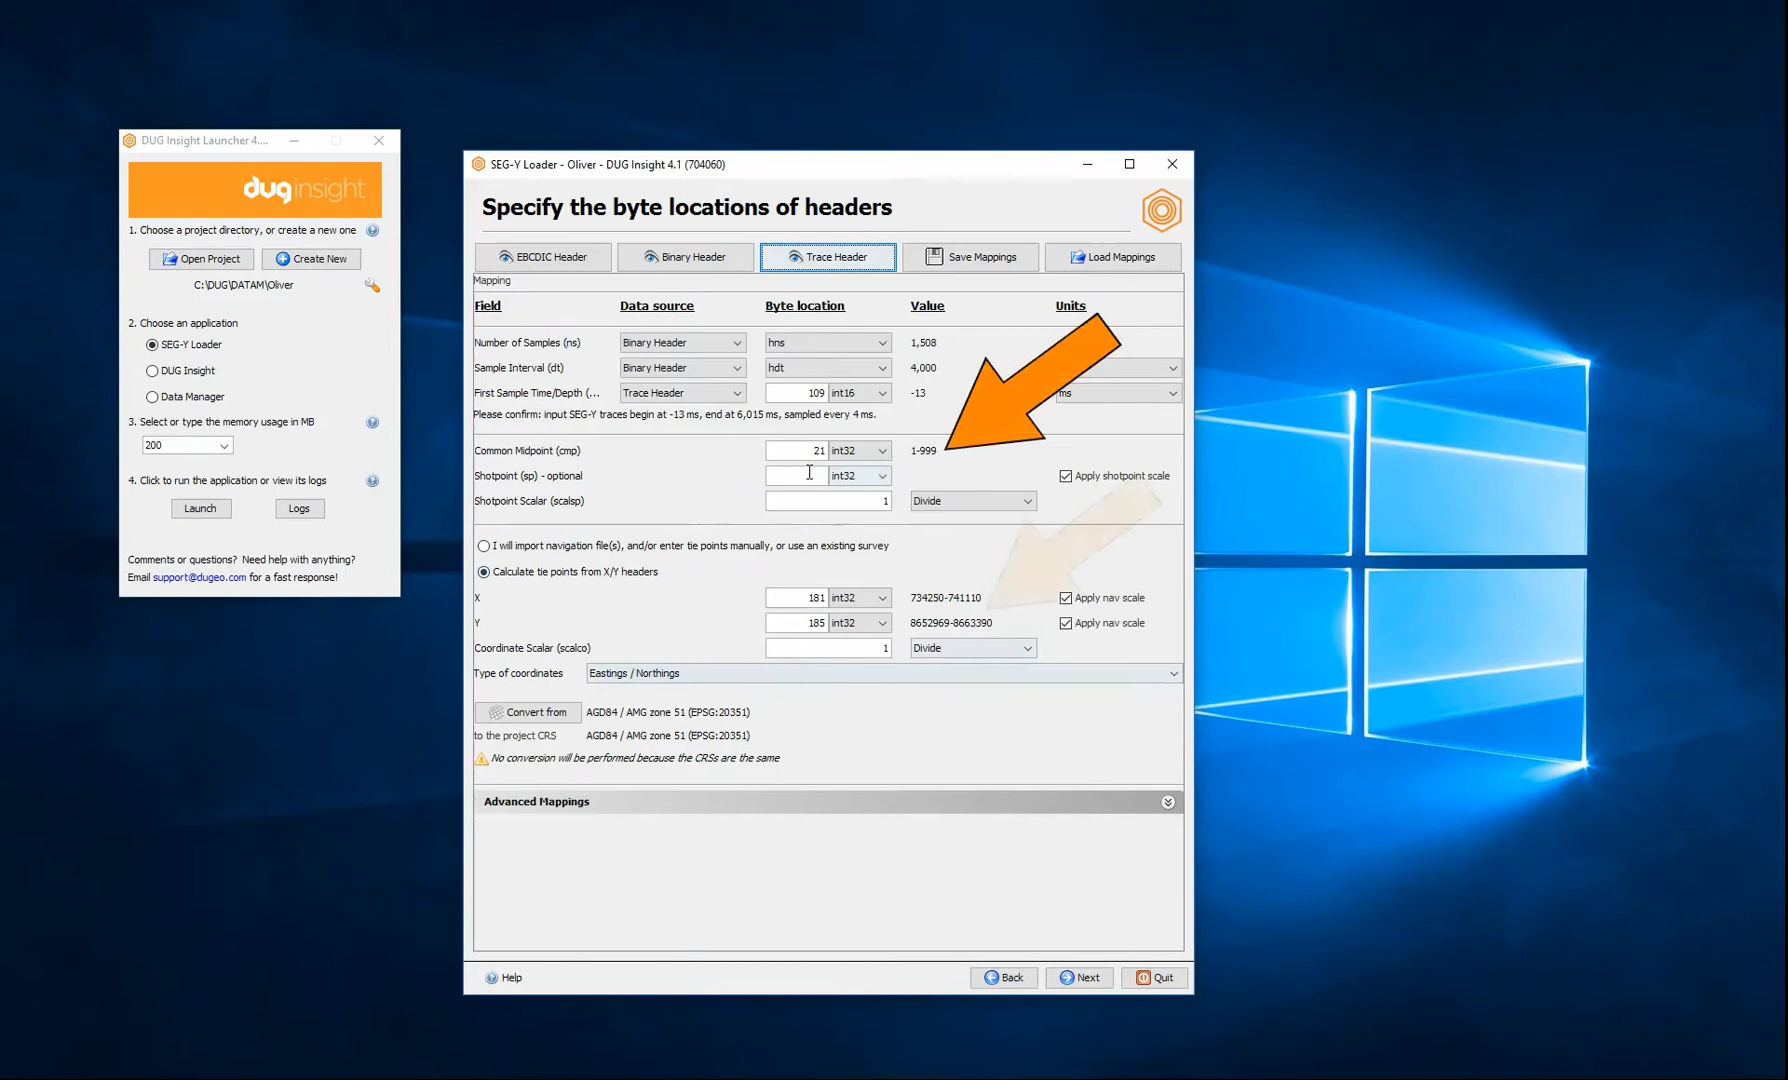 DUG Insight Launcher 4....
duginsight
1. Choose a project directory, or create a new one
Open Project
Create New
C:\DUG\DATAM\Oliver
2. Choose an application
SEG-Y Loader
DUG Insight
Data Manager
3. Select or type the memory usage in MB
200
4. Click to run the application or view its logs
Launch
Logs
Comments or questions? Need help with anything?
Email support@dugeo.com for a fast response!
SEG-Y Loader - Oliver - DUG Insight 4.1 (704060)
Specify the byte locations of headers
EBCDIC Header
Binary Header
Trace Header
Save Mappings
Load Mappings
Mapping
Field Data source Byte location Value Units
Number of Samples (ns) Binary Header hns 1,508
Sample Interval (dt) Binary Header hdt 4,000
First Sample Time/Depth (... Trace Header 109 int16 -13 ms
Please confirm: input SEG-Y traces begin at -13 ms, end at 6,015 ms, sampled every 4 ms.
Common Midpoint (cmp) 21 int32 1-999
Shotpoint (sp) - optional int32 Apply shotpoint scale
Shotpoint Scalar (scalsp) 1 Divide
I will import navigation file(s), and/or enter tie points manually, or use an existing survey
Calculate tie points from X/Y headers
X 181 int32 734250-741110 Apply nav scale
Y 185 int32 8652969-8663390 Apply nav scale
Coordinate Scalar (scalco) 1 Divide
Type of coordinates Eastings / Northings
Convert from AGD84 / AMG zone 51 (EPSG:20351)
to the project CRS AGD84 / AMG zone 51 (EPSG:20351)
No conversion will be performed because the CRSs are the same
Advanced Mappings
Help
Back
Next
Quit